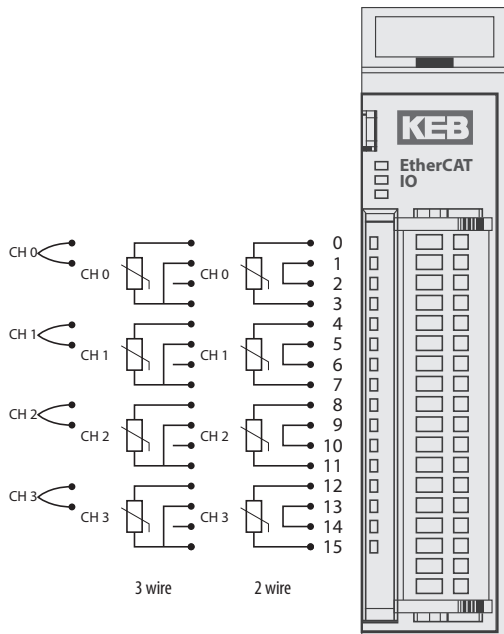 KEB
EtherCAT
IO
CH 0 CH 0 CH 0 0
1
2
3
CH 1 CH 1 CH 1 4
5
6
7
CH 2 CH 2 CH 2 8
9
10
11
CH 3 CH 3 CH 3 12
13
14
15
3 wire 2 wire